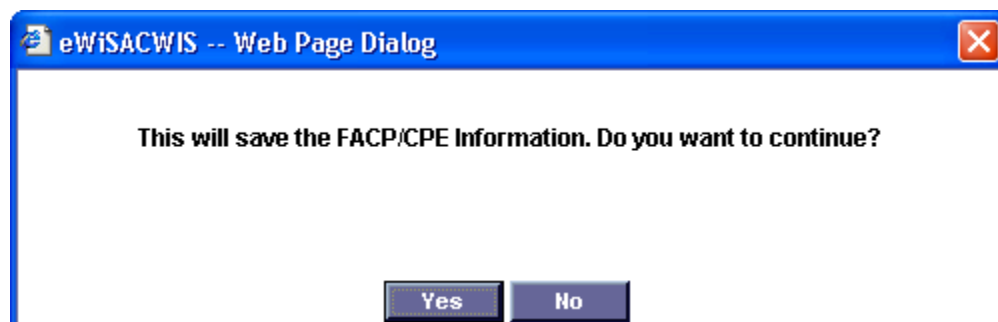 eWiSACWIS -- Web Page Dialog
This will save the FACP/CPE Information. Do you want to continue?
Yes No